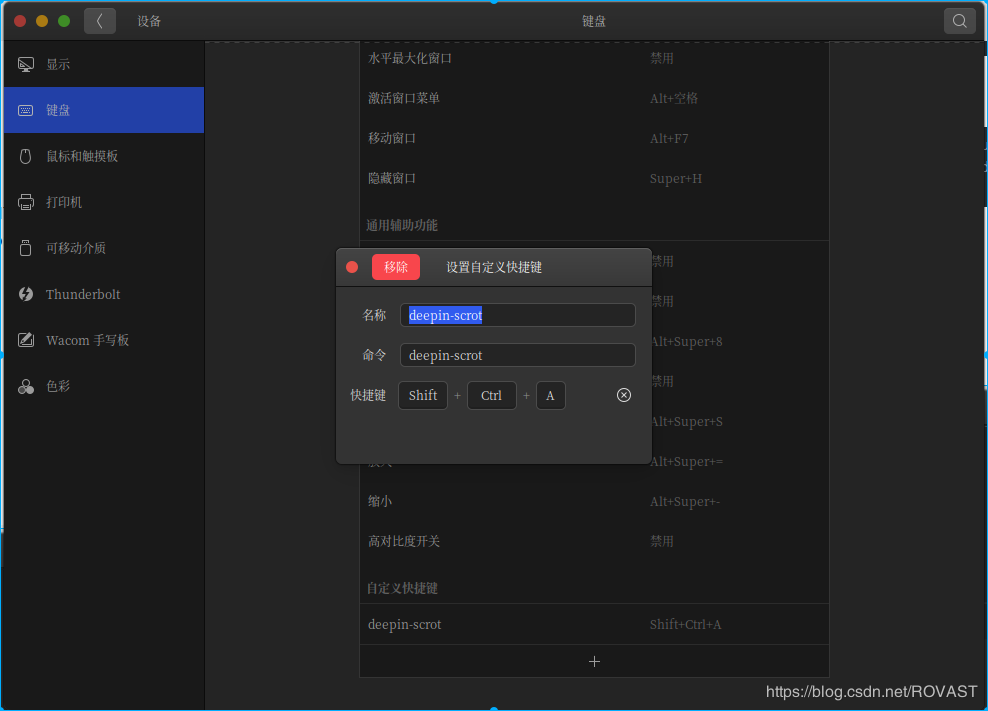 设备
键盘
显示
键盘
鼠标和触摸板
打印机
可移动介质
Thunderbolt
Wacom 手写板
色彩
水平最大化窗口 禁用
激活窗口菜单 Alt+空格
移动窗口 Alt+F7
隐藏窗口 Super+H
通用辅助功能
禁用
禁用
Alt+Super+8
禁用
Alt+Super+S
Alt+Super+=
缩小 Alt+Super+-
高对比度开关 禁用
自定义快捷键
deepin-scrot Shift+Ctrl+A
+
移除 设置自定义快捷键
名称 deepin-scrot
命令 deepin-scrot
快捷键 Shift + Ctrl + A
https://blog.csdn.net/ROVAST